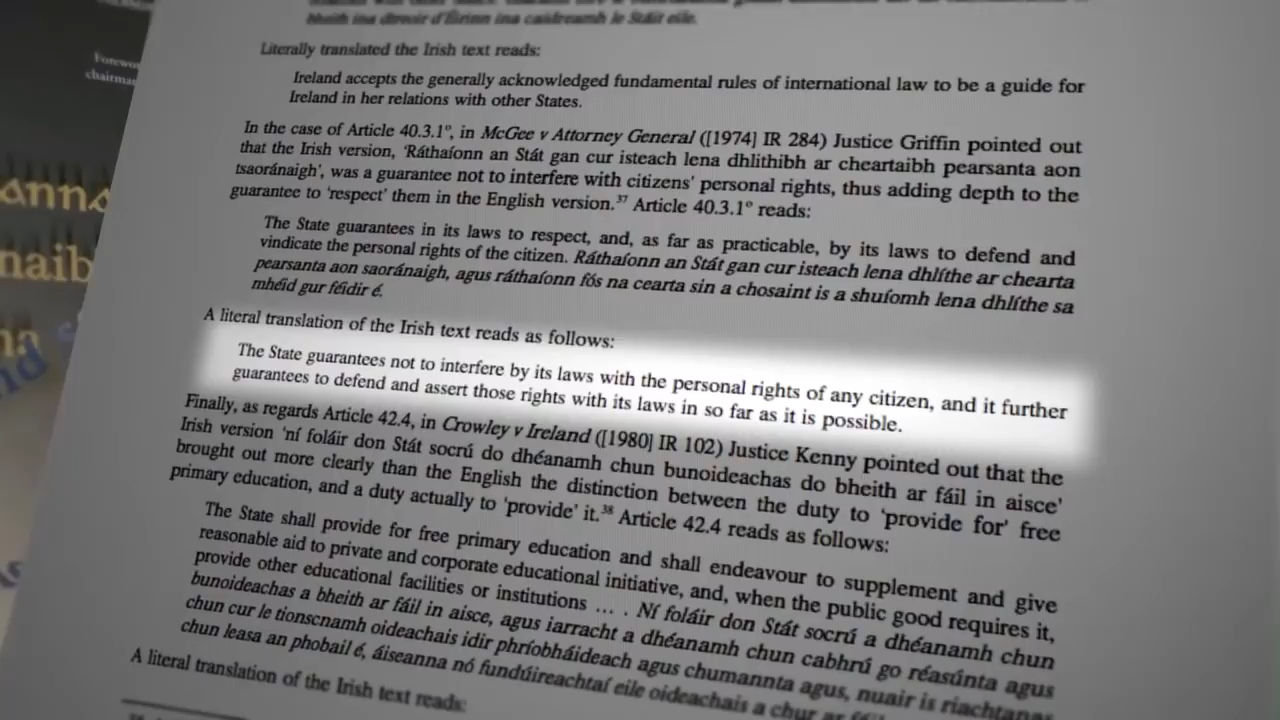 Forewo
chairma
anna
naib
na
nd
bheith ina dtreoir d'Éirinn ina caidreamh le Stáit eile.
Literally translated the Irish text reads:
Ireland accepts the generally acknowledged fundamental rules of international law to be a guide for
Ireland in her relations with other States.
In the case of Article 40.3.1°, in McGee v Attorney General ([1974] IR 284) Justice Griffin pointed out
that the Irish version, 'Ráthaíonn an Stát gan cur isteach lena dhlithibh ar cheartaibh pearsanta aon
tsaoránaigh', was a guarantee not to interfere with citizens' personal rights, thus adding depth to the
guarantee to 'respect' them in the English version.³⁷ Article 40.3.1° reads:
The State guarantees in its laws to respect, and, as far as practicable, by its laws to defend and
vindicate the personal rights of the citizen. Ráthaíonn an Stát gan cur isteach lena dhlíthe ar chearta
pearsanta aon saoránaigh, agus ráthaíonn fós na cearta sin a chosaint is a shuíomh lena dhlíthe sa
mhéid gur féidir é.
A literal translation of the Irish text reads as follows:
The State guarantees not to interfere by its laws with the personal rights of any citizen, and it further
guarantees to defend and assert those rights with its laws in so far as it is possible.
Finally, as regards Article 42.4, in Crowley v Ireland ([1980] IR 102) Justice Kenny pointed out that the
Irish version 'ní foláir don Stát socrú do dhéanamh chun bunoideachas do bheith ar fáil in aisce'
brought out more clearly than the English the distinction between the duty to 'provide for' free
primary education, and a duty actually to 'provide' it.³⁸ Article 42.4 reads as follows:
The State shall provide for free primary education and shall endeavour to supplement and give
reasonable aid to private and corporate educational initiative, and, when the public good requires it,
provide other educational facilities or institutions ... . Ní foláir don Stát socrú a dhéanamh chun
bunoideachas a bheith ar fáil in aisce, agus iarracht a dhéanamh chun cabhrú go réasúnta agus
chun cur le tionscnamh oideachais idir phríobháideach agus chumannta agus, nuair is riachtanas
chun leasa an phobail é, áiseanna nó fundúireachtaí eile oideachais a chur ar fáil
A literal translation of the Irish text reads: